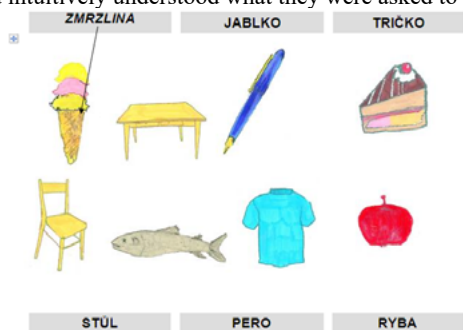 intuitively understood what they were asked to
ZMRZLINA JABLKO TRIČKO
STŮL PERO RYBA